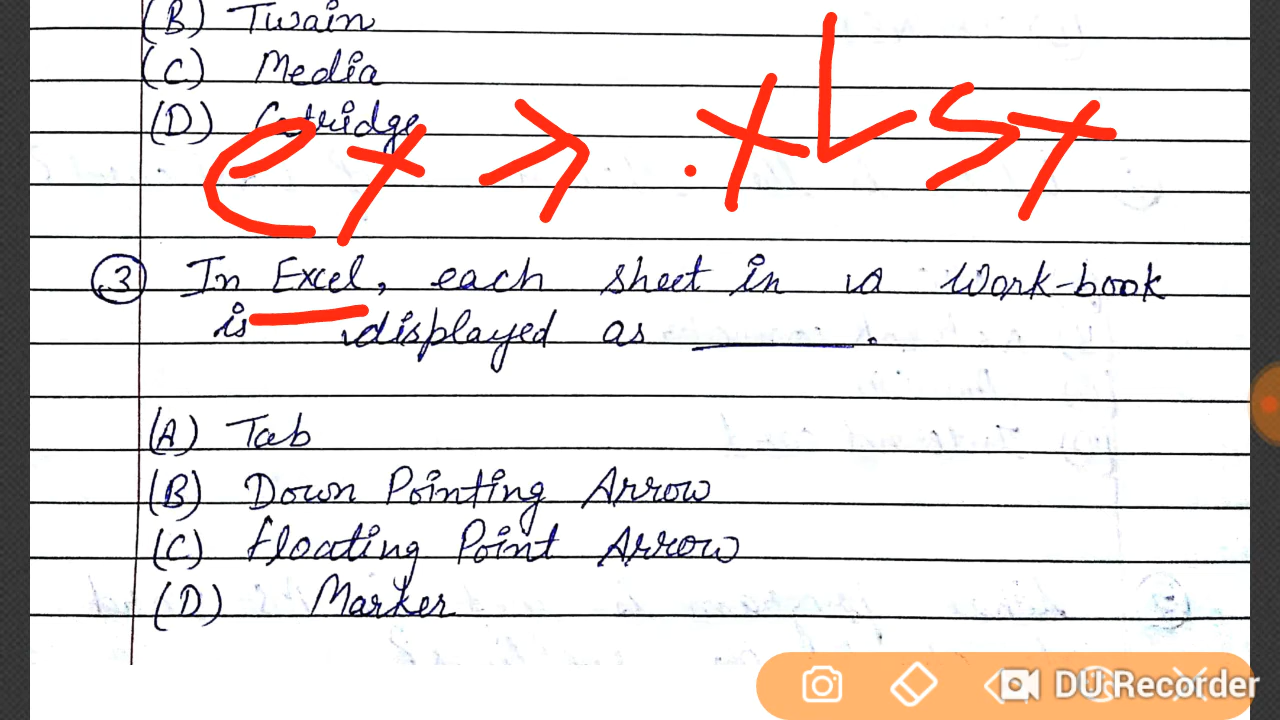 (B) Twain
(C) Media
(D) Catridge
ex → .xlsx
3 In Excel, each sheet in a Work-book
is displayed as ______.
(A) Tab
(B) Down Pointing Arrow
(C) Floating Point Arrow
(D) Marker
DU Recorder